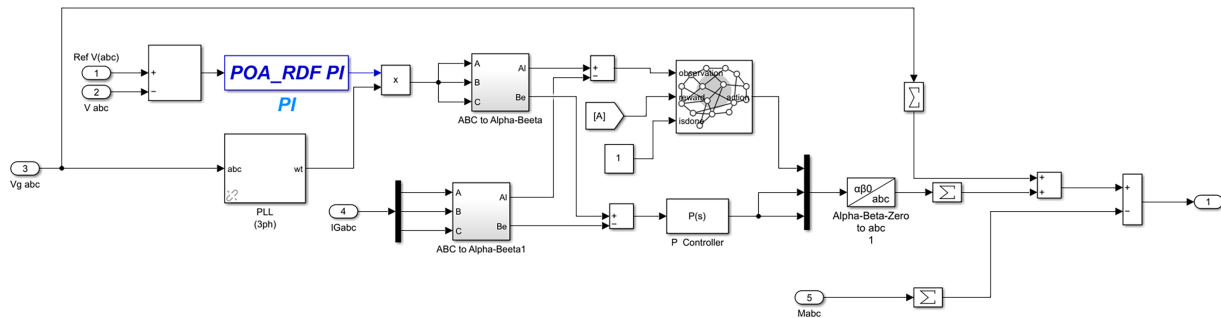 Ref V(abc)
1
2
V abc
+
−
POA_RDF PI
PI
x
A
B
C
Al
Be
ABC to Alpha-Beeta
+
−
observation
reward
isdone
action
[A]
1
3
Vg abc
abc
wt
PLL
(3ph)
4
IGabc
A
B
C
Al
Be
ABC to Alpha-Beeta1
+
−
P(s)
P Controller
αβ0
abc
Alpha-Beta-Zero
to abc
1
Σ
Σ
+
+
+
−
1
5
Mabc
Σ